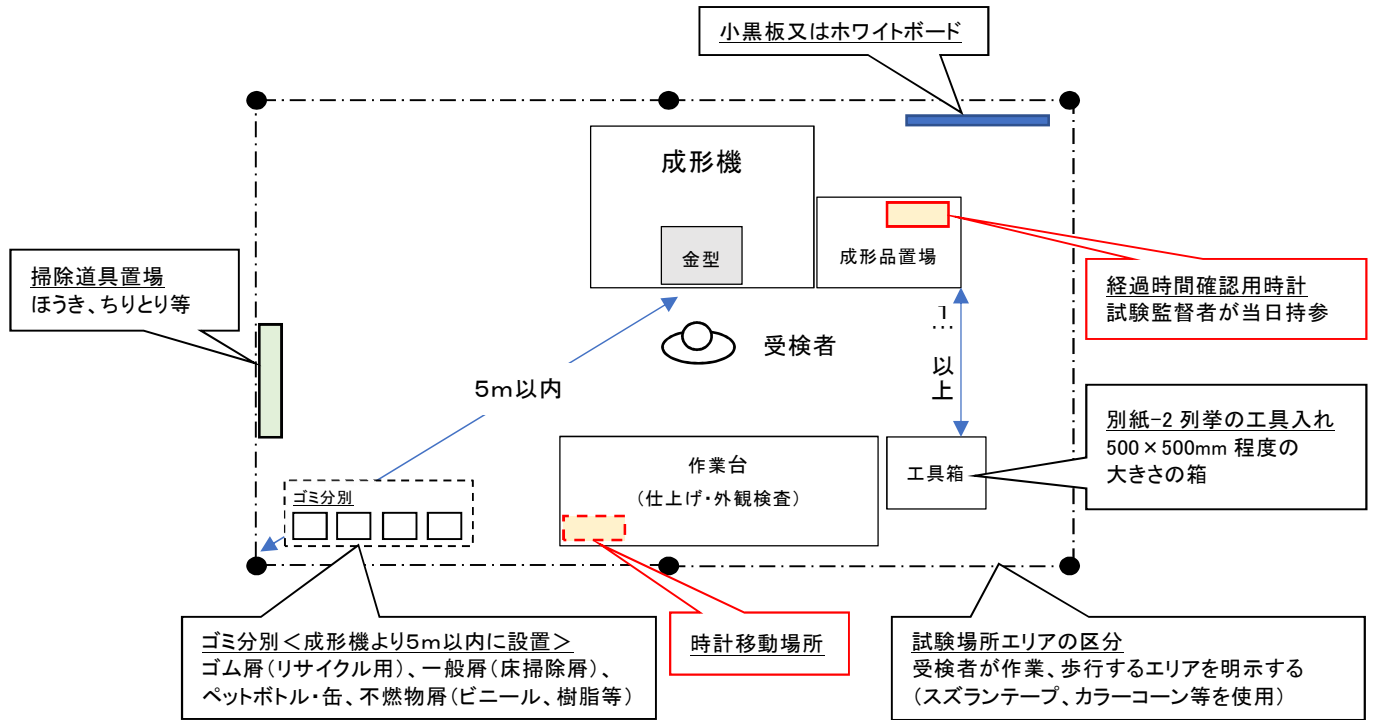 小黒板又はホワイトボード
成形機
金型
成形品置場
経過時間確認用時計
試験監督者が当日持参
掃除道具置場
ほうき、ちりとり等
受検者
以上
5m以内
別紙-2 列挙の工具入れ
500×500mm 程度の
大きさの箱
作業台
(仕上げ・外観検査)
工具箱
ゴミ分別
ゴミ分別<成形機より5m以内に設置>
ゴム屑(リサイクル用)、一般屑(床掃除屑)、
ペットボトル・缶、不燃物屑(ビニール、樹脂等)
時計移動場所
試験場所エリアの区分
受検者が作業、歩行するエリアを明示する
(スズランテープ、カラーコーン等を使用)